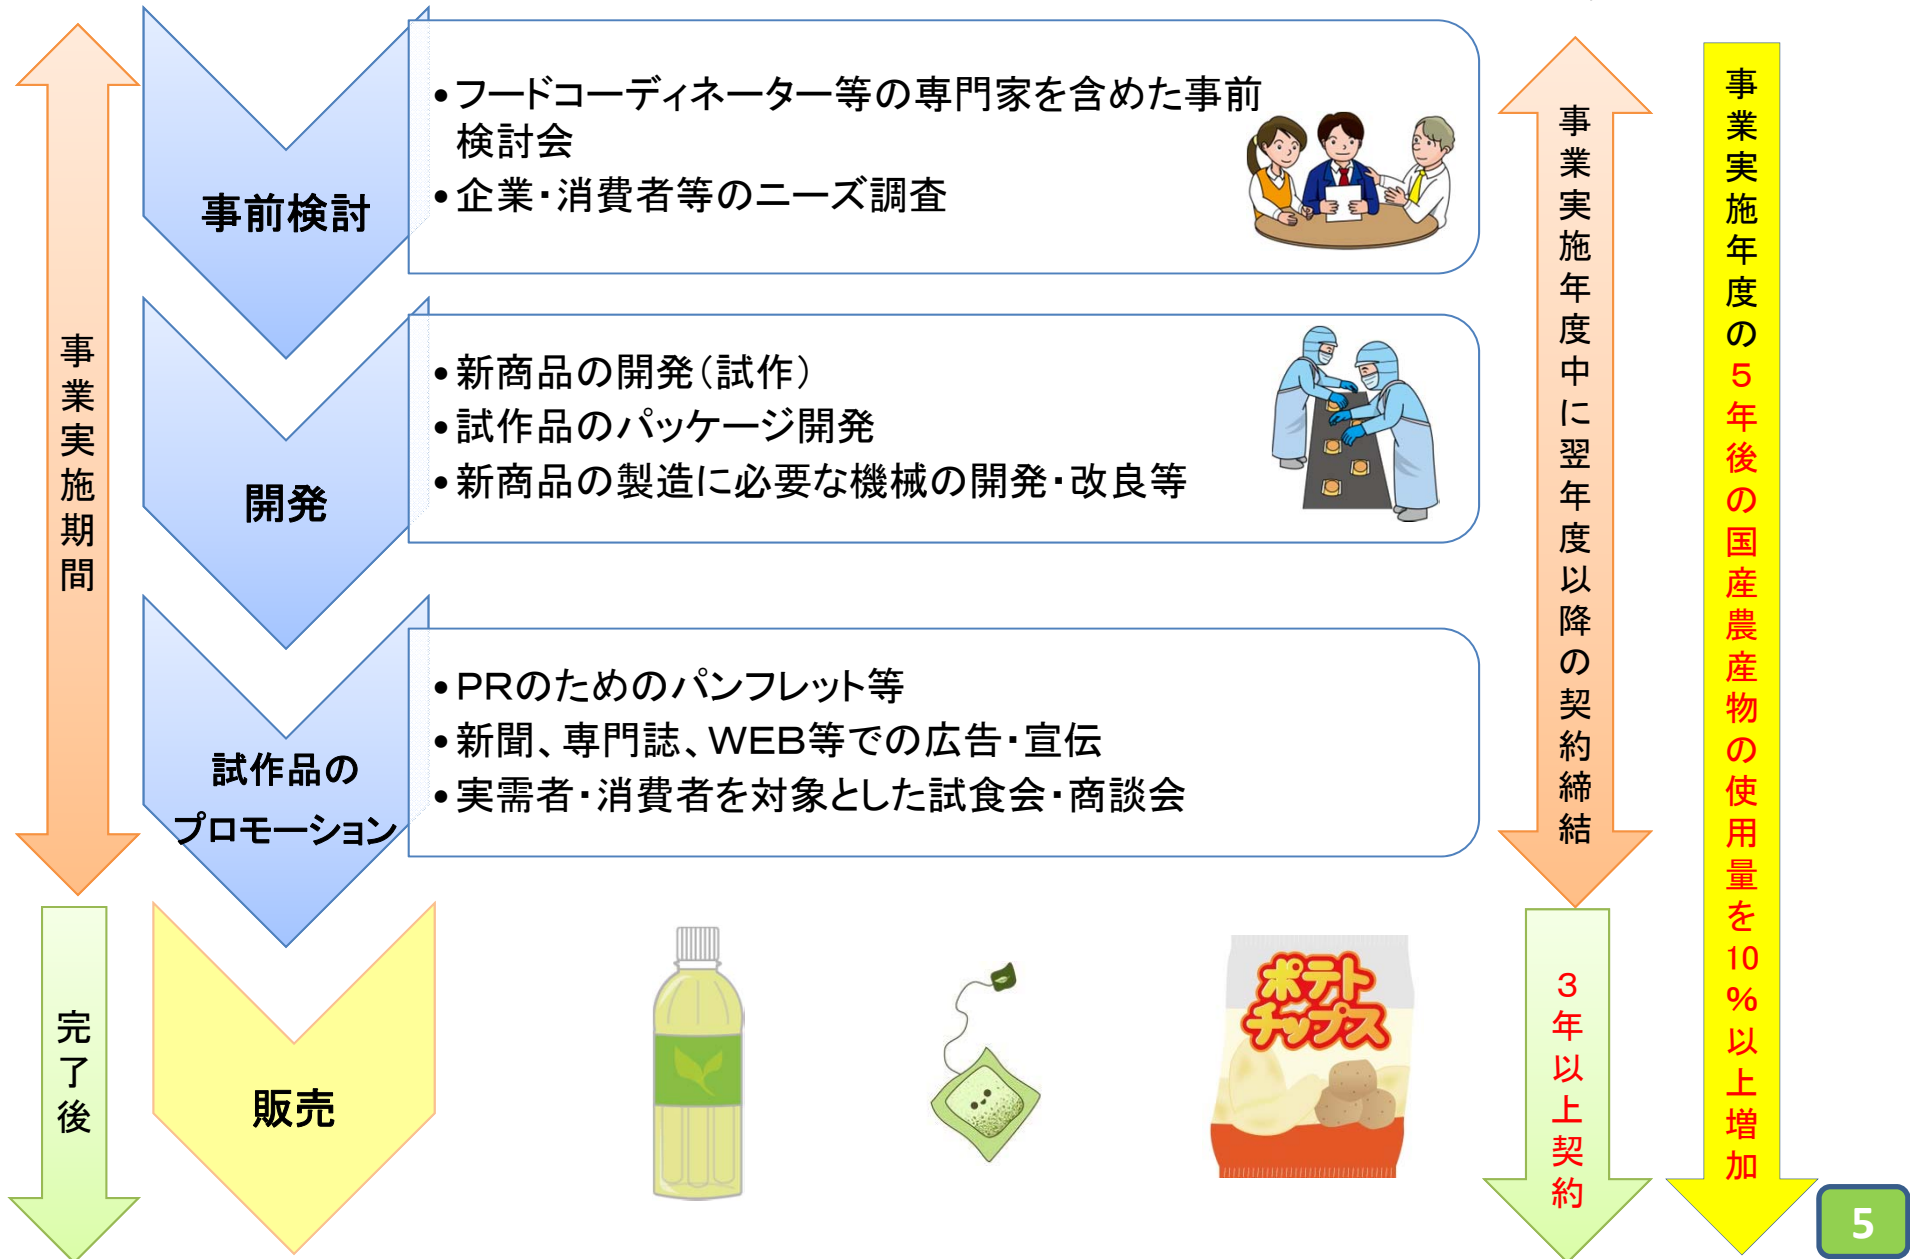 事業実施期間
完了後
事前検討
•フードコーディネーター等の専門家を含めた事前
検討会
•企業・消費者等のニーズ調査
開発
•新商品の開発(試作)
•試作品のパッケージ開発
•新商品の製造に必要な機械の開発・改良等
試作品の
プロモーション
•PRのためのパンフレット等
•新聞、専門誌、WEB等での広告・宣伝
•実需者・消費者を対象とした試食会・商談会
販売
ポテト
チップス
事業実施年度中に翌年度以降の契約締結
3年以上契約
事業実施年度の5年後の国産農産物の使用量を10%以上増加
5